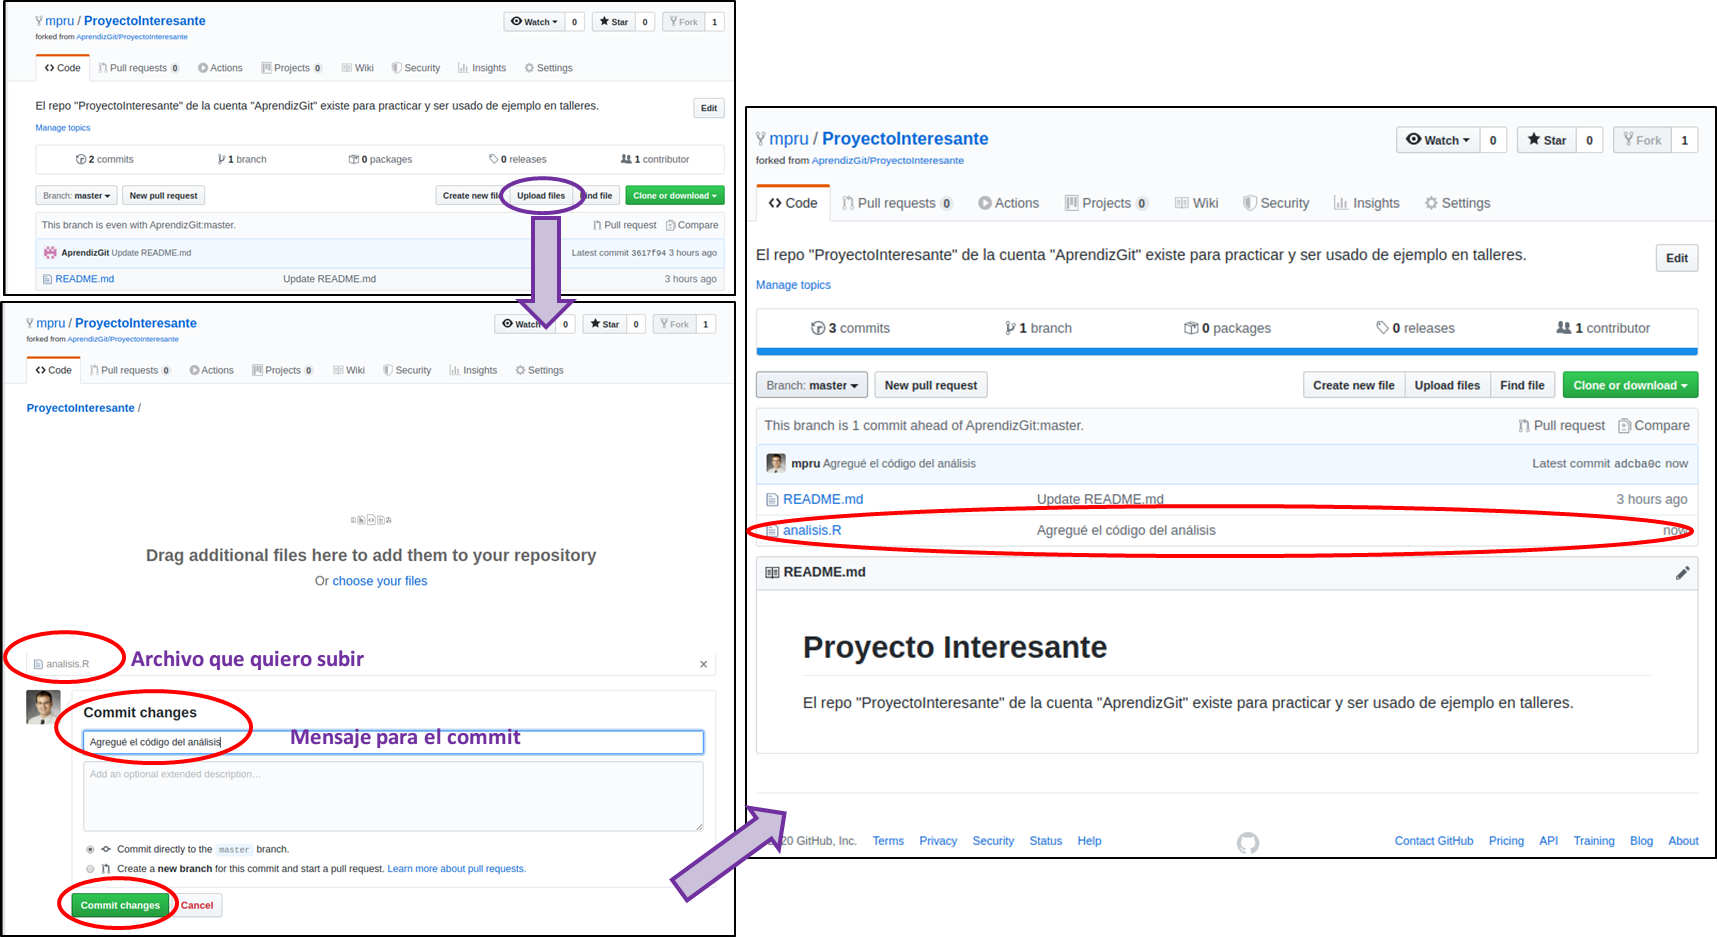 mpru / ProyectoInteresante
Watch 0 Star 0 Fork 1
forked from AprendizGit/ProyectoInteresante
Code Pull requests 0 Actions Projects 0 Wiki Security Insights Settings
El repo "ProyectoInteresante" de la cuenta "AprendizGit" existe para practicar y ser usado de ejemplo en talleres.
Edit
Manage topics
2 commits 1 branch 0 packages 0 releases 1 contributor
Branch: master New pull request Create new file Upload files Find file Clone or download
This branch is even with AprendizGit:master. Pull request Compare
AprendizGit Update README.md Latest commit 3617f94 3 hours ago
README.md Update README.md 3 hours ago
mpru / ProyectoInteresante
Watch 0 Star 0 Fork 1
forked from AprendizGit/ProyectoInteresante
Code Pull requests 0 Actions Projects 0 Wiki Security Insights Settings
ProyectoInteresante /
Drag additional files here to add them to your repository
Or choose your files
analisis.R
Archivo que quiero subir
Commit changes
Agregué el código del análisis
Mensaje para el commit
Add an optional extended description…
Commit directly to the master branch.
Create a new branch for this commit and start a pull request. Learn more about pull requests.
Commit changes Cancel
mpru / ProyectoInteresante
Watch 0 Star 0 Fork 1
forked from AprendizGit/ProyectoInteresante
Code Pull requests 0 Actions Projects 0 Wiki Security Insights Settings
El repo "ProyectoInteresante" de la cuenta "AprendizGit" existe para practicar y ser usado de ejemplo en talleres.
Edit
Manage topics
3 commits 1 branch 0 packages 0 releases 1 contributor
Branch: master New pull request Create new file Upload files Find file Clone or download
This branch is 1 commit ahead of AprendizGit:master. Pull request Compare
mpru Agregué el código del análisis Latest commit adcba0c now
README.md Update README.md 3 hours ago
analisis.R Agregué el código del análisis now
README.md
Proyecto Interesante
El repo "ProyectoInteresante" de la cuenta "AprendizGit" existe para practicar y ser usado de ejemplo en talleres.
GitHub, Inc. Terms Privacy Security Status Help Contact GitHub Pricing API Training Blog About